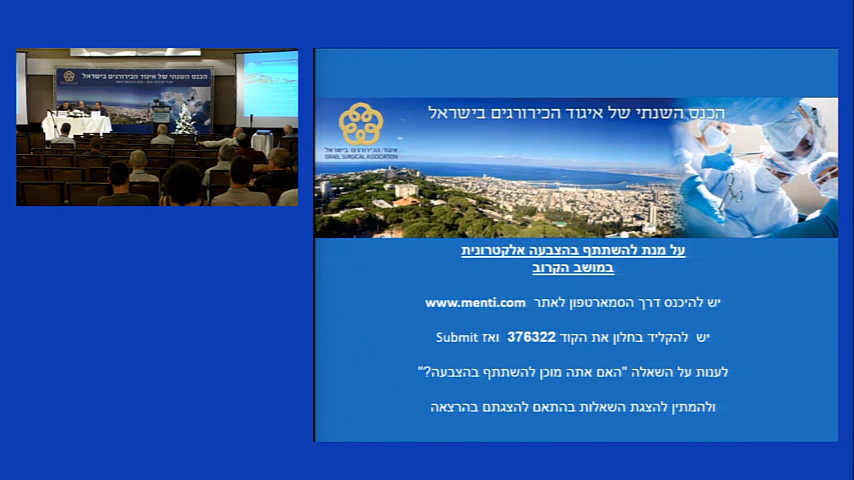 הכנס השנתי של איגוד הכירורגים בישראל
הכנס השנתי של איגוד הכירורגים בישראל
איגוד הכירורגים בישראל
ISRAEL SURGICAL ASSOCIATION
על מנת להשתתף בהצבעה אלקטרונית
במושב הקרוב
יש להיכנס דרך הסמארטפון לאתר www.menti.com
יש להקליד בחלון את הקוד 376322 ואז Submit
לענות על השאלה "האם אתה מוכן להשתתף בהצבעה?"
ולהמתין להצגת השאלות בהתאם להצגתם בהרצאה